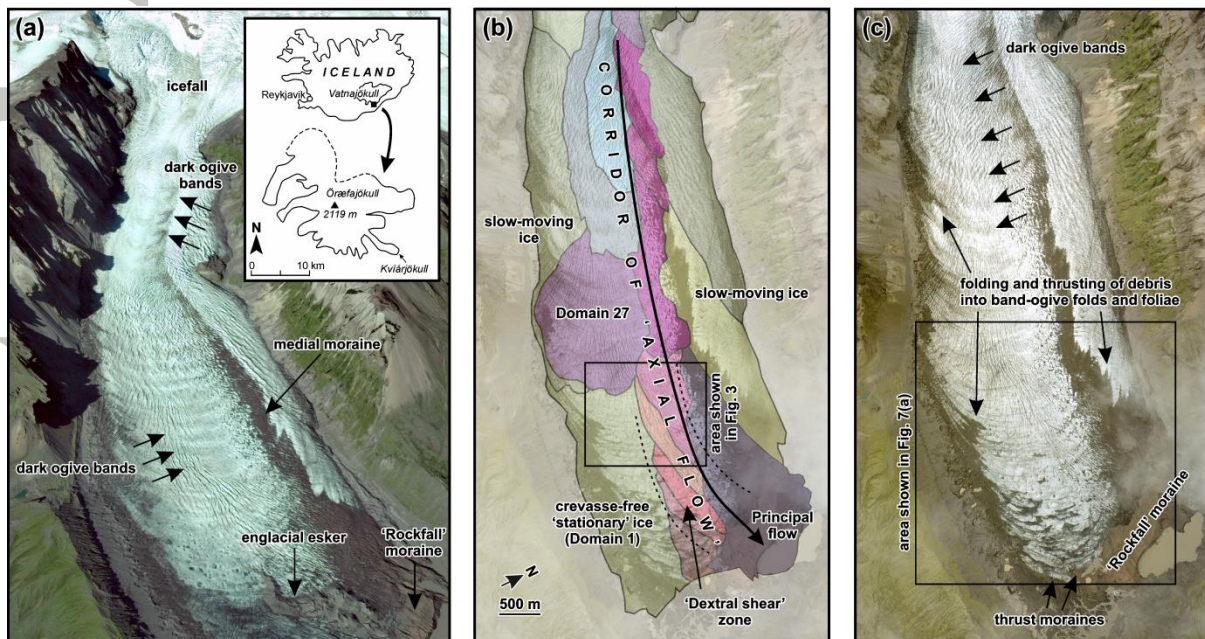 (a)
icefall
dark ogive
bands
medial moraine
dark ogive bands
englacial esker
'Rockfall'
moraine
ICELAND
Reykjavik
Vatnajökull
Öræfajökull
2119 m
N
0 10 km
Kvíárjökull
(b)
CORRIDOR OF 'AXIAL FLOW'
slow-moving
ice
slow-moving ice
Domain 27
area shown
in Fig. 3
crevasse-free
'stationary' ice
(Domain 1)
Principal
flow
N
500 m
'Dextral shear'
zone
(c)
dark ogive bands
folding and thrusting of debris
into band-ogive folds and foliae
area shown in Fig. 7(a)
'Rockfall' moraine
thrust moraines